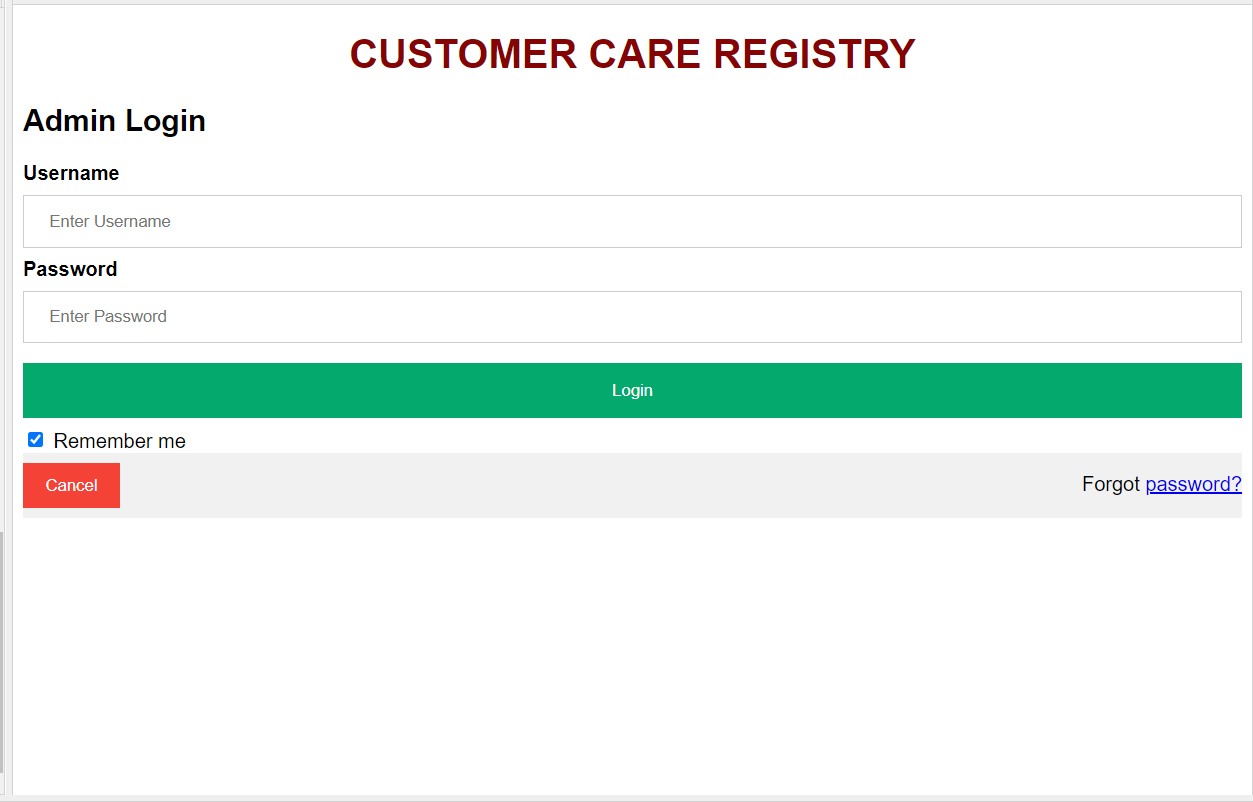 CUSTOMER CARE REGISTRY
Admin Login
Username
Enter Username
Password
Enter Password
Login
Remember me
Cancel
Forgot password?